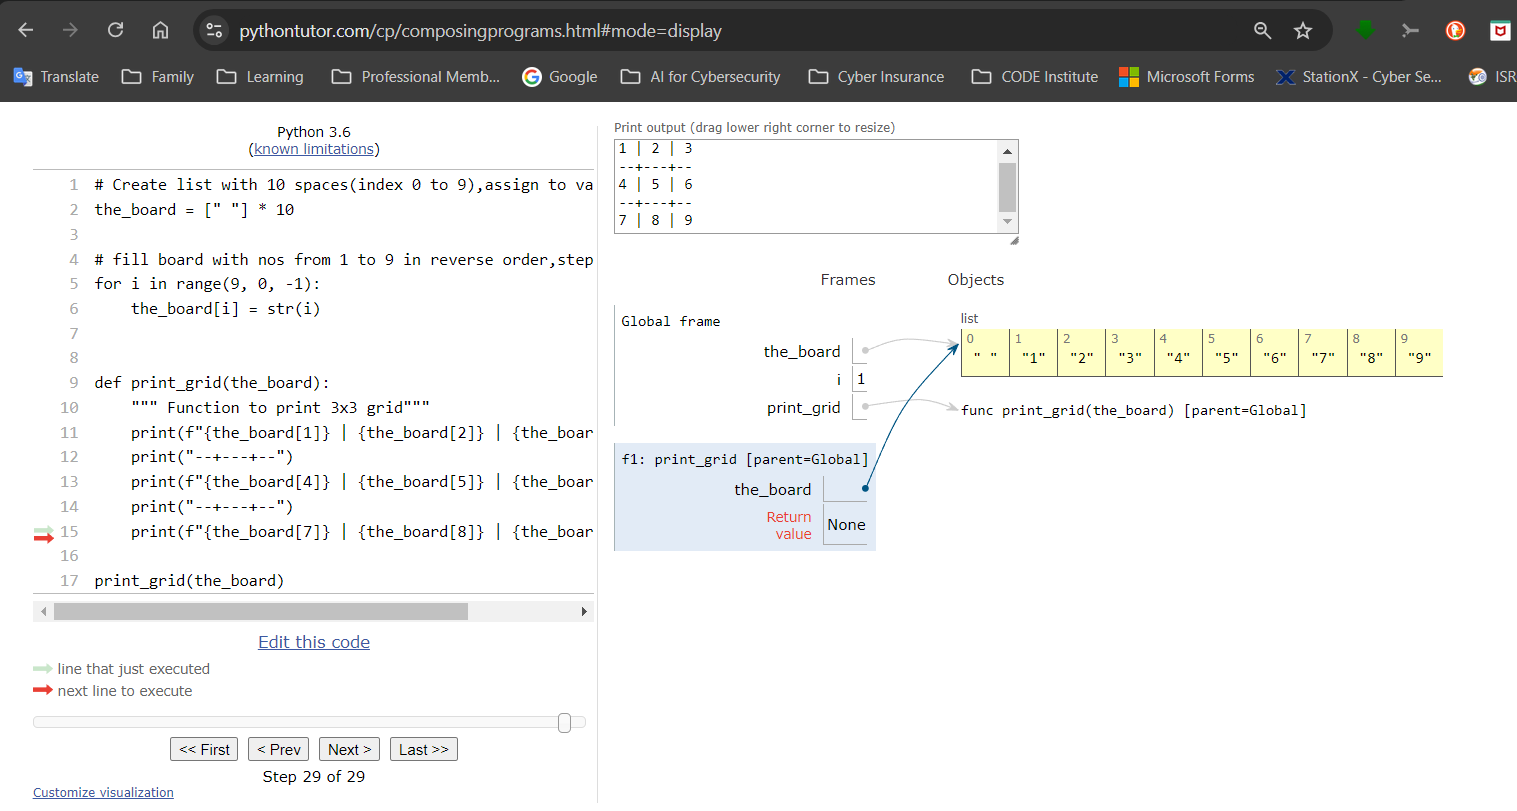 pythontutor.com/cp/composingprograms.html#mode=display
Translate Family Learning Professional Memb... Google AI for Cybersecurity Cyber Insurance CODE Institute Microsoft Forms StationX - Cyber Se... ISR
Python 3.6
(known limitations)
1 # Create list with 10 spaces(index 0 to 9),assign to va
2 the_board = [" "] * 10
3
4 # fill board with nos from 1 to 9 in reverse order,step
5 for i in range(9, 0, -1):
6 the_board[i] = str(i)
7
8
9 def print_grid(the_board):
10 """ Function to print 3x3 grid"""
11 print(f"{the_board[1]} | {the_board[2]} | {the_boar
12 print("--+---+--")
13 print(f"{the_board[4]} | {the_board[5]} | {the_boar
14 print("--+---+--")
15 print(f"{the_board[7]} | {the_board[8]} | {the_boar
16
17 print_grid(the_board)
Edit this code
line that just executed
next line to execute
<< First < Prev Next > Last >>
Step 29 of 29
Customize visualization
Print output (drag lower right corner to resize)
1 | 2 | 3
--+---+--
4 | 5 | 6
--+---+--
7 | 8 | 9
Frames Objects
Global frame
the_board
i 1
print_grid
list
0 1 2 3 4 5 6 7 8 9
" " "1" "2" "3" "4" "5" "6" "7" "8" "9"
func print_grid(the_board) [parent=Global]
f1: print_grid [parent=Global]
the_board
Return
value None